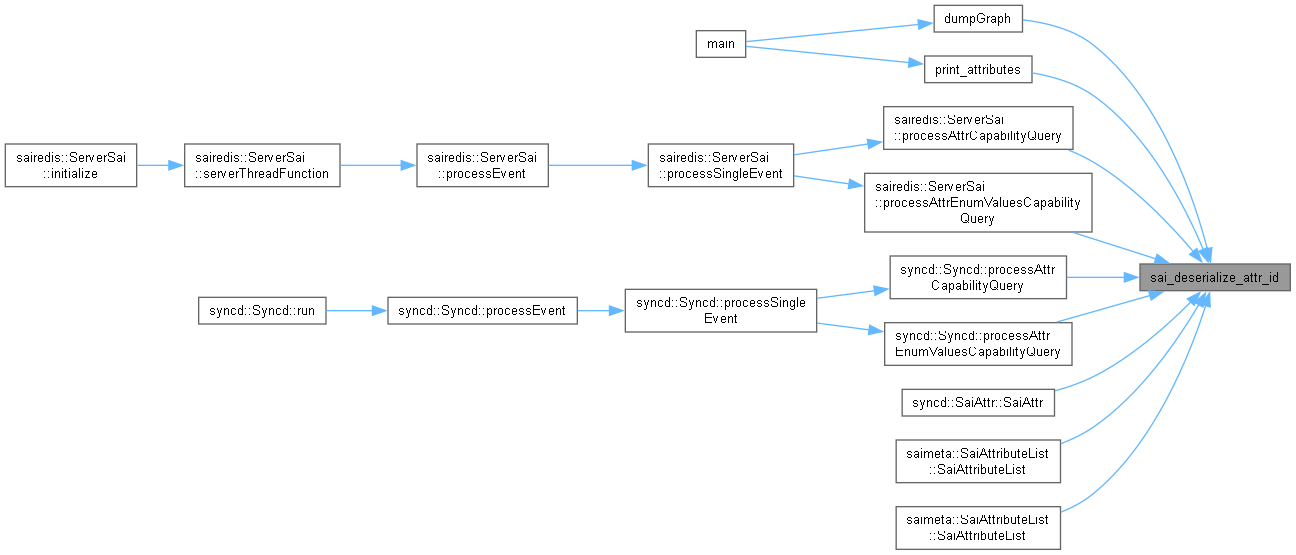 dumpGraph
main
print_attributes
sairedis::ServerSai
::processAttrCapabilityQuery
sairedis::ServerSai
::initialize
sairedis::ServerSai
::serverThreadFunction
sairedis::ServerSai
::processEvent
sairedis::ServerSai
::processSingleEvent
sairedis::ServerSai
::processAttrEnumValuesCapability
Query
sai_deserialize_attr_id
syncd::Syncd::processAttr
CapabilityQuery
syncd::Syncd::run
syncd::Syncd::processEvent
syncd::Syncd::processSingle
Event
syncd::Syncd::processAttr
EnumValuesCapabilityQuery
syncd::SaiAttr::SaiAttr
saimeta::SaiAttributeList
::SaiAttributeList
saimeta::SaiAttributeList
::SaiAttributeList